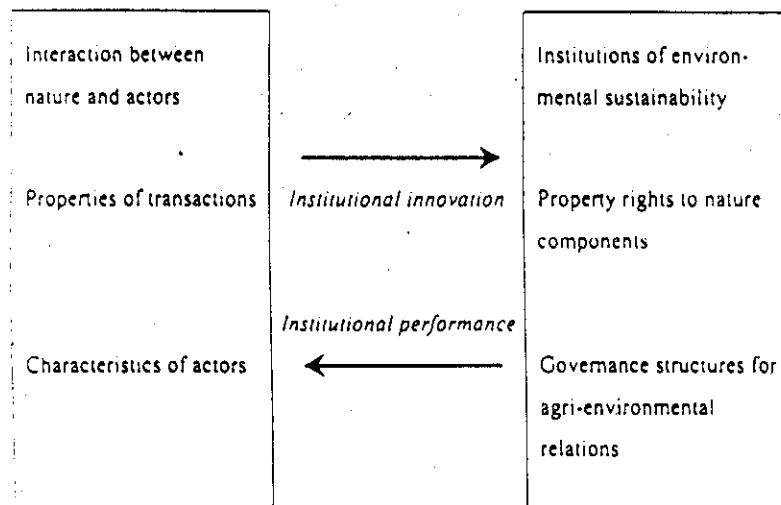 Interaction between
nature and actors
Properties of transactions
Characteristics of actors
Institutional innovation
Institutional performance
Institutions of environ-
mental sustainability
Property rights to nature
components
Governance structures for
agri-environmental
relations